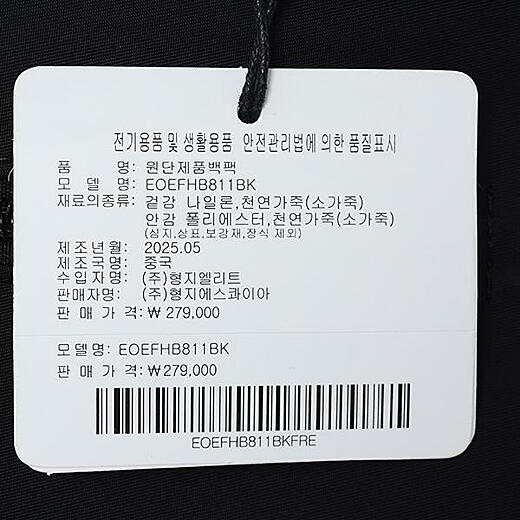 전기용품 및 생활용품 안전관리법에 의한 품질표시
품 명: 원단제품백팩
모 델 명: EOEFHB811BK
재료의종류: 겉감 나일론,천연가죽(소가죽)
안감 폴리에스터,천연가죽(소가죽)
(심지,상표,보강재,장식 제외)
제조년월: 2025.05
제조국명: 중국
수입자명: (주)형지엘리트
판매자명: (주)형지에스콰이아
판 매 가 격: ₩ 279,000
모델명: EOEFHB811BK
판 매 가 격: ₩ 279,000
EOEFHB811BKFRE